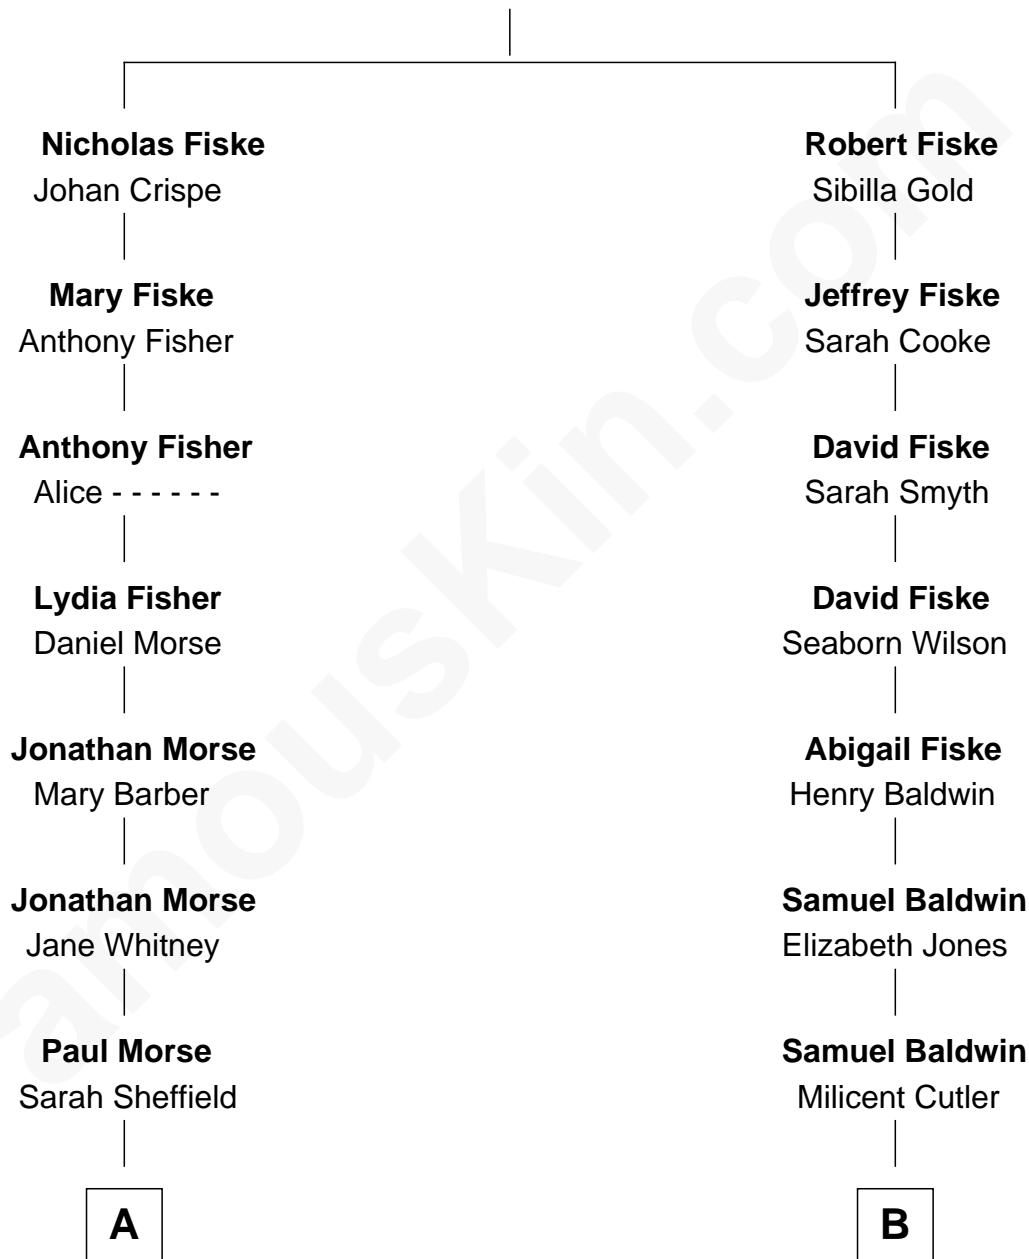 Nicholas Fiske
Johan Crispe
Mary Fiske
Anthony Fisher
Anthony Fisher
Alice - - - - - -
Lydia Fisher
Daniel Morse
Jonathan Morse
Mary Barber
Jonathan Morse
Jane Whitney
Paul Morse
Sarah Sheffield
A
Robert Fiske
Sibilla Gold
Jeffrey Fiske
Sarah Cooke
David Fiske
Sarah Smyth
David Fiske
Seaborn Wilson
Abigail Fiske
Henry Baldwin
Samuel Baldwin
Elizabeth Jones
Samuel Baldwin
Milicent Cutler
B
amousKin.com